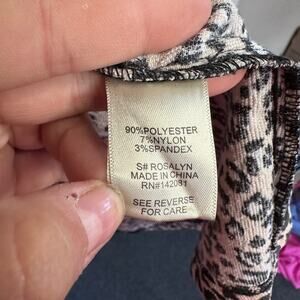 90%POLYESTER
7%NYLON
3%SPANDEX
S# ROSALYN
MADE IN CHINA
RN#142081
SEE REVERSE
FOR CARE